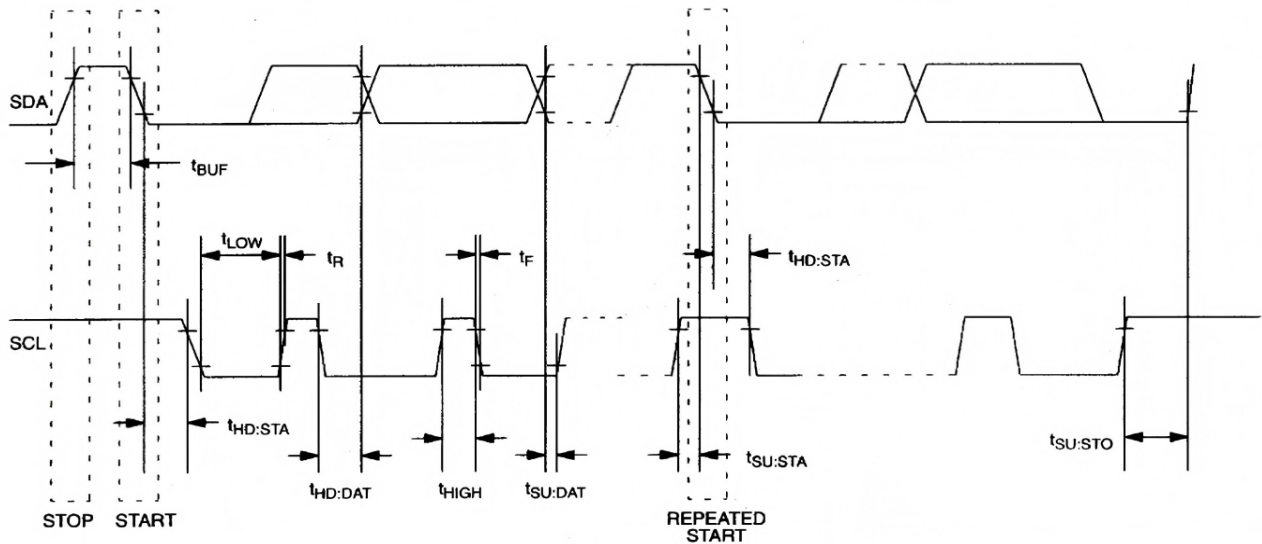 SDA
tBUF
tLOW
tR
tF
tHD:STA
SCL
tHD:STA
tSU:STA
tSU:STO
tHD:DAT
tHIGH
tSU:DAT
STOP
START
REPEATED
START